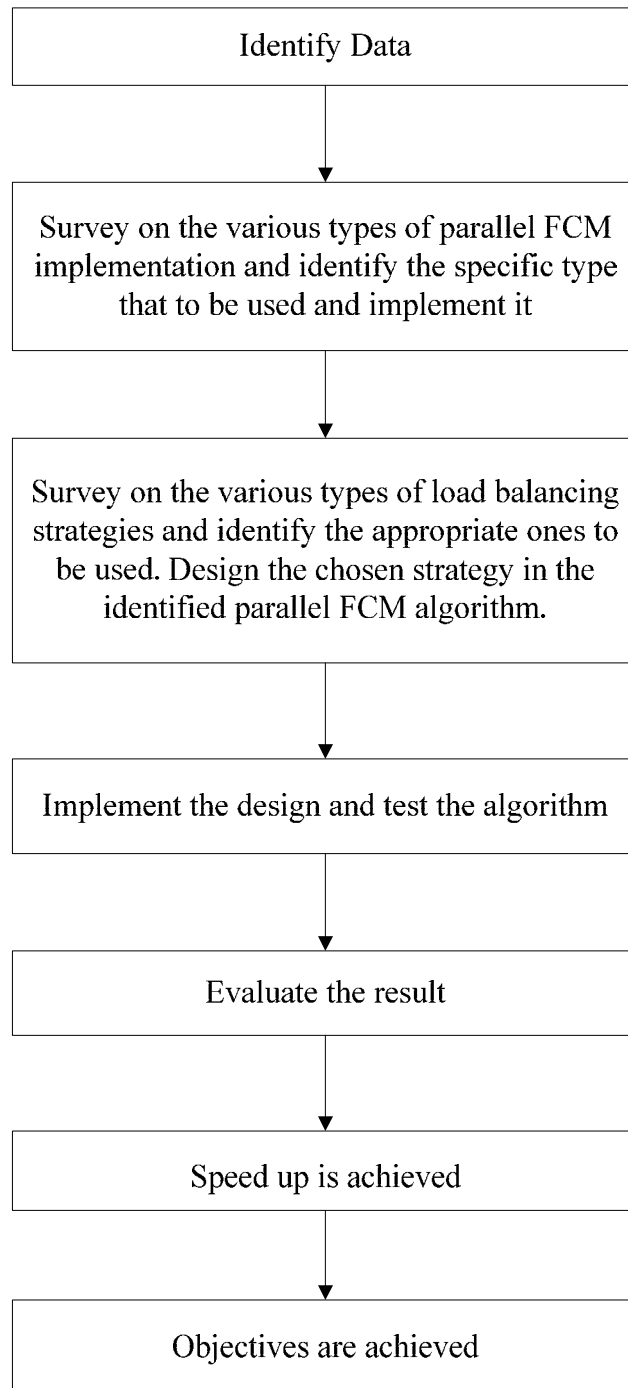 Identify Data
Survey on the various types of parallel FCM
implementation and identify the specific type
that to be used and implement it
Survey on the various types of load balancing
strategies and identify the appropriate ones to
be used. Design the chosen strategy in the
identified parallel FCM algorithm.
Implement the design and test the algorithm
Evaluate the result
Speed up is achieved
Objectives are achieved